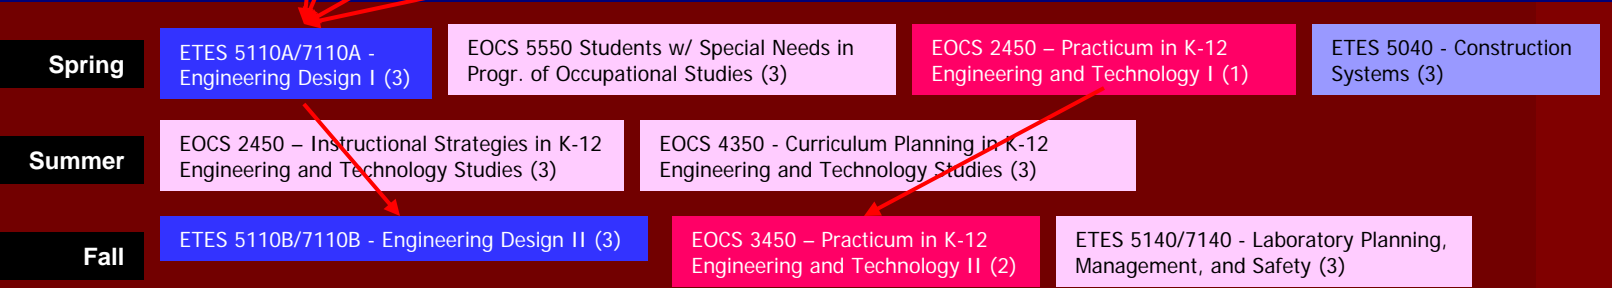 Spring
ETES 5110A/7110A -
Engineering Design I (3)
EOCS 5550 Students w/ Special Needs in
Progr. of Occupational Studies (3)
EOCS 2450 – Practicum in K-12
Engineering and Technology I (1)
ETES 5040 - Construction
Systems (3)
Summer
EOCS 2450 – Instructional Strategies in K-12
Engineering and Technology Studies (3)
EOCS 4350 - Curriculum Planning in K-12
Engineering and Technology Studies (3)
Fall
ETES 5110B/7110B - Engineering Design II (3)
EOCS 3450 – Practicum in K-12
Engineering and Technology II (2)
ETES 5140/7140 - Laboratory Planning,
Management, and Safety (3)